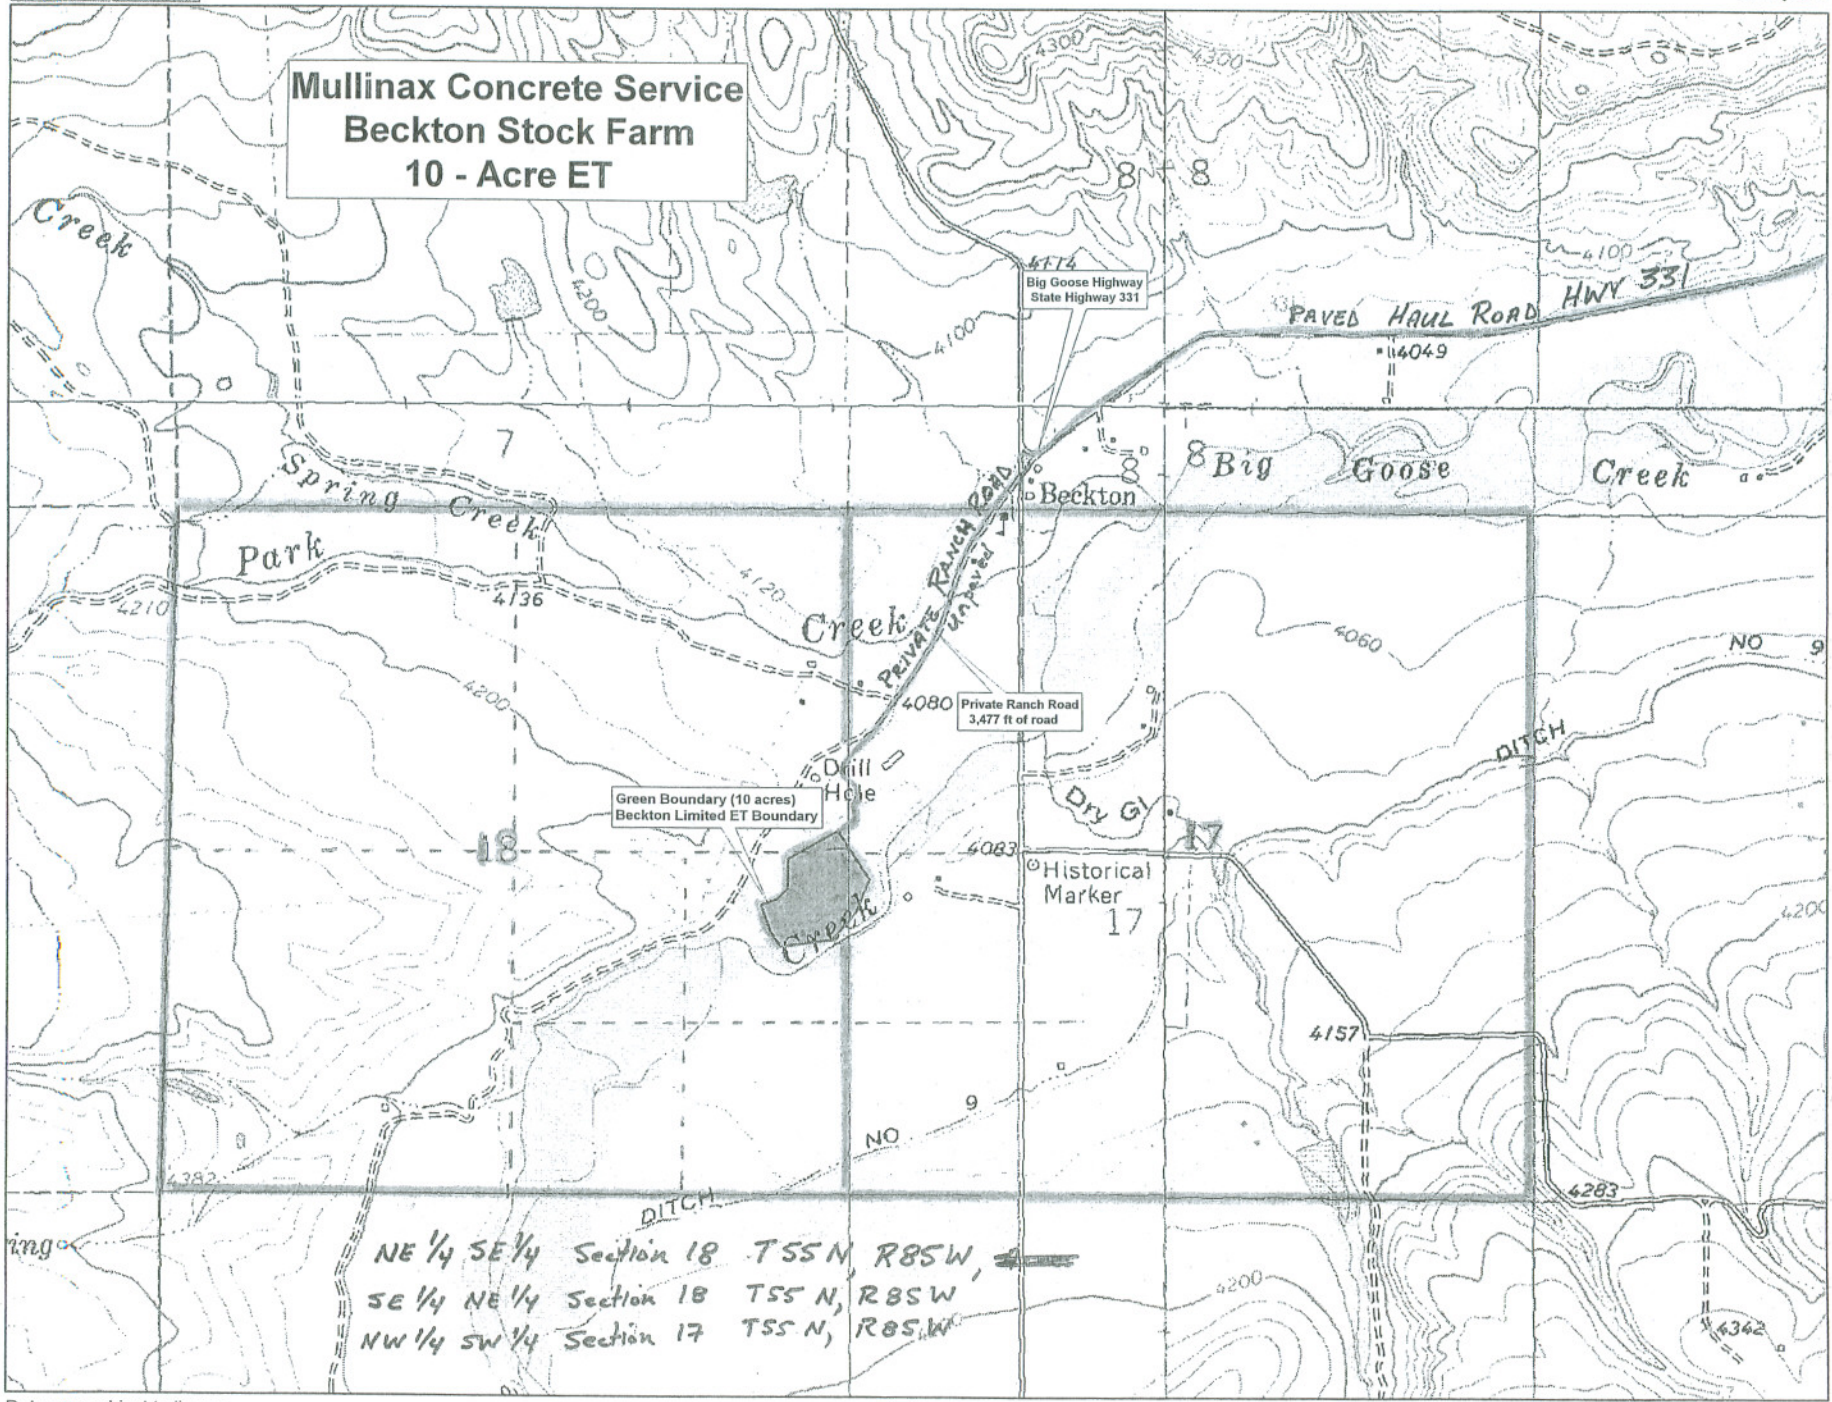 Mullinax Concrete Service
Beckton Stock Farm
10 - Acre ET
4300
4300
8
8
Creek
4200
4100
4114
Big Goose Highway
State Highway 331
4100
PAVED HAUL ROAD HWY 331
4049
7
Spring Creek
8
8
Big Goose Creek
Beckton
Park
Creek
4210
4136
4120
PRIVATE RANCH ROAD
Unpaved
4060
NO 9
4200
4080
Private Ranch Road
3,477 ft of road
DITCH
Drill
Hole
Green Boundary (10 acres)
Beckton Limited ET Boundary
Dry Gl
18
4083
17
Historical
Marker
17
Creek
4200
4157
9
NO
4382
DITCH
4283
ing
NE 1/4 SE 1/4 Section 18 T55N, R85W,
SE 1/4 NE 1/4 Section 18 T55 N, R85W
NW 1/4 SW 1/4 Section 17 T55 N, R85W
4200
4342